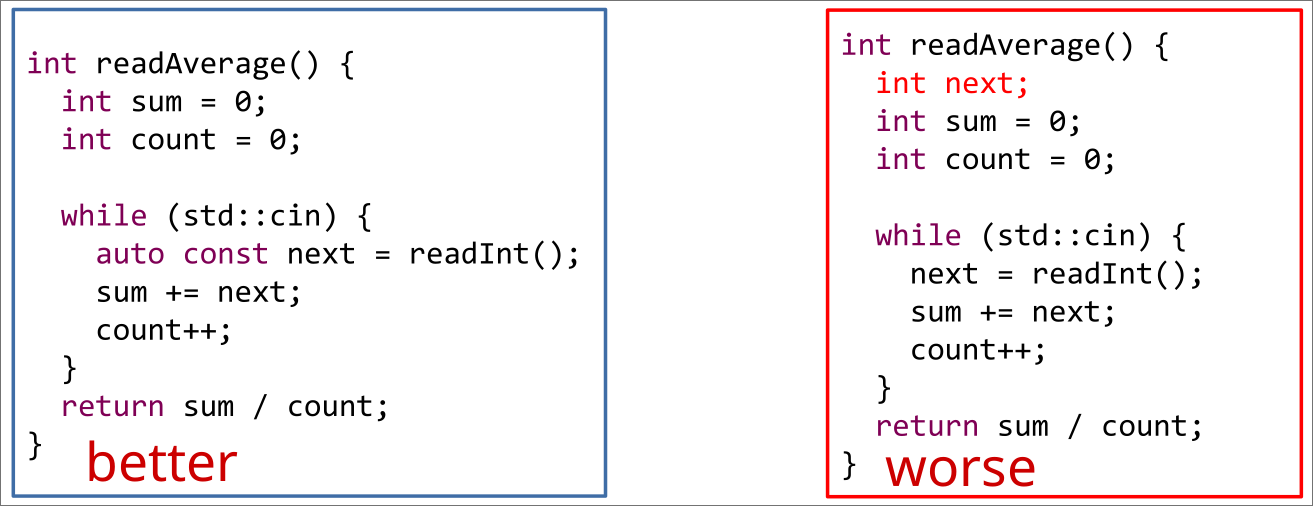 int readAverage() {
  int sum = 0;
  int count = 0;

  while (std::cin) {
    auto const next = readInt();
    sum += next;
    count++;
  }
  return sum / count;
}
better
int readAverage() {
  int next;
  int sum = 0;
  int count = 0;

  while (std::cin) {
    next = readInt();
    sum += next;
    count++;
  }
  return sum / count;
}
worse